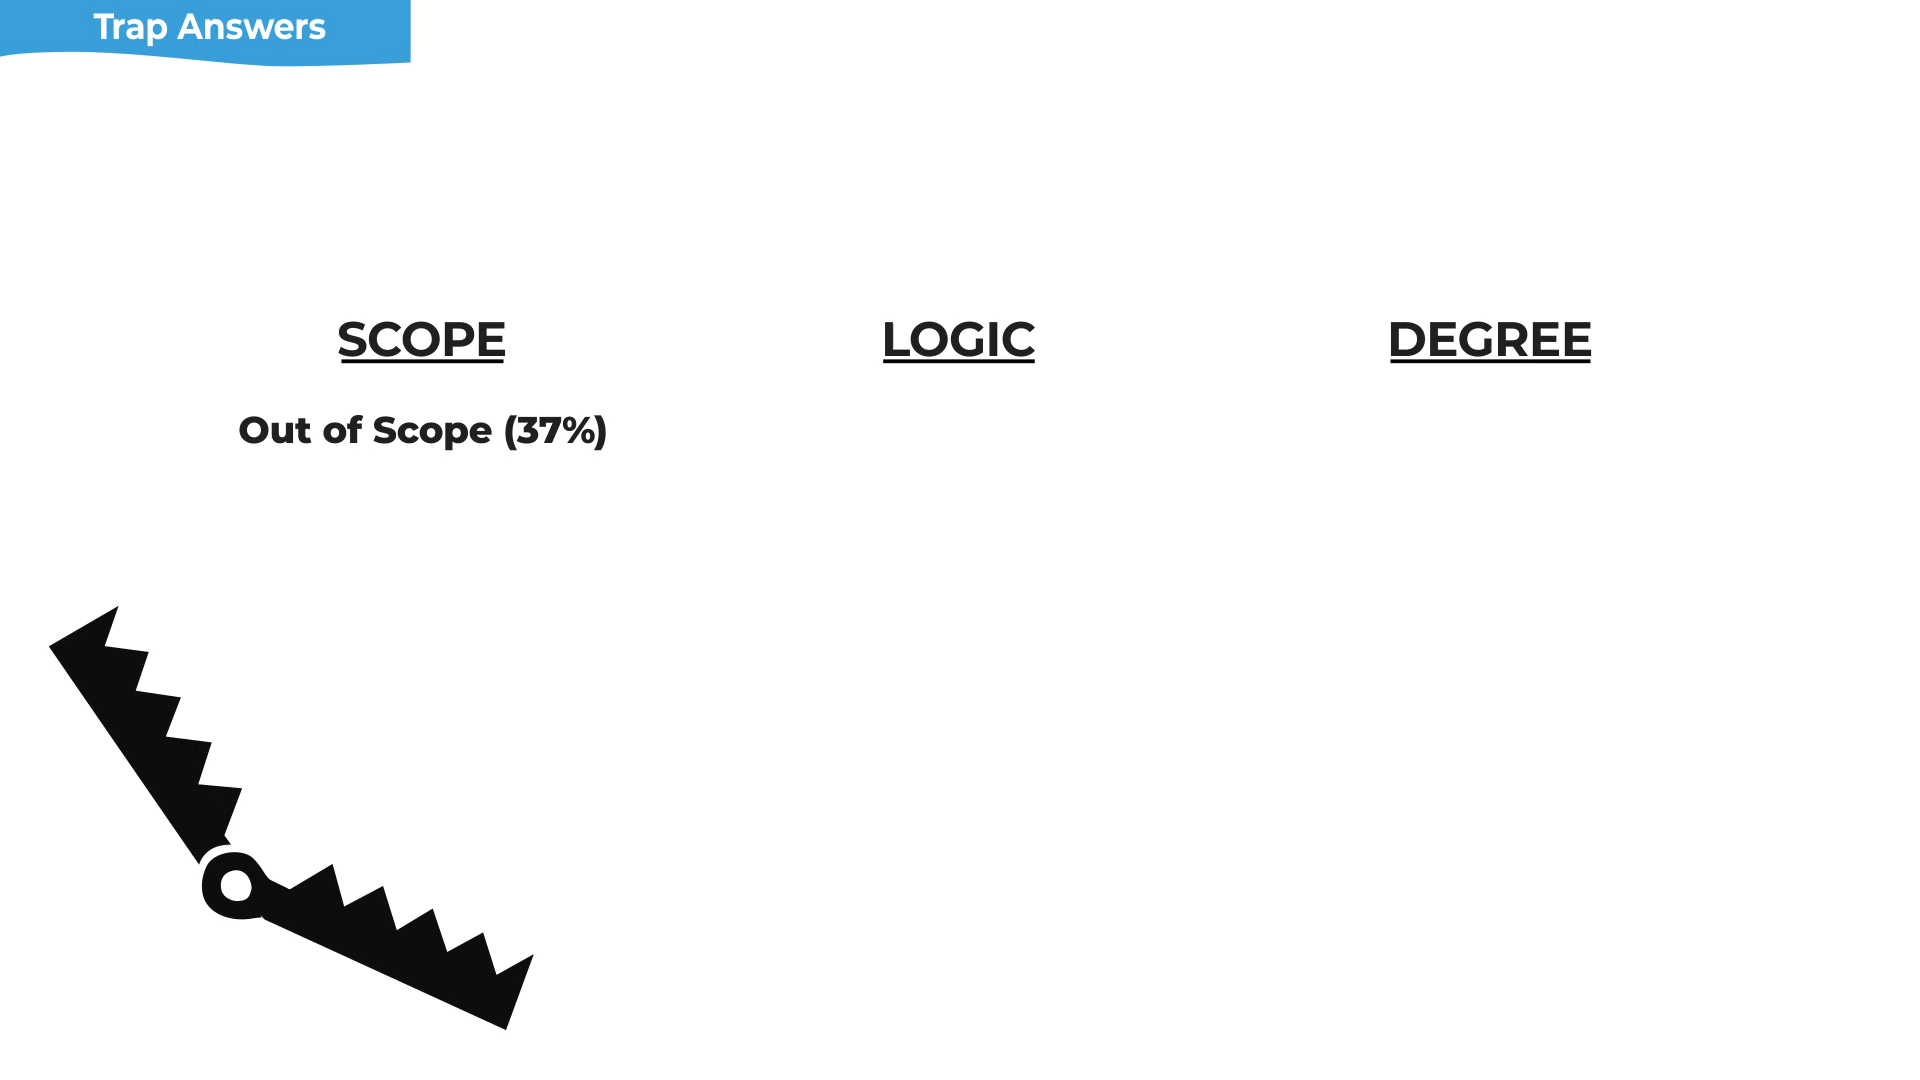 Trap Answers
SCOPE
LOGIC
DEGREE
Out of Scope (37%)